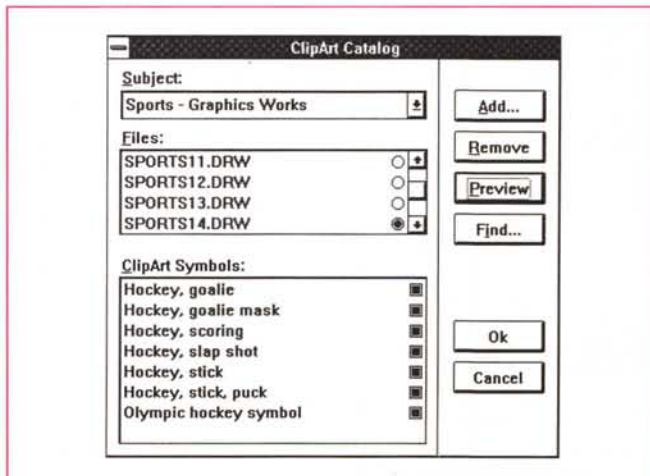 ClipArt Catalog
Subject:
Sports - Graphics Works
Files:
SPORTS11.DRW
SPORTS12.DRW
SPORTS13.DRW
SPORTS14.DRW
ClipArt Symbols:
Hockey, goalie
Hockey, goalie mask
Hockey, scoring
Hockey, slap shot
Hockey, stick
Hockey, stick, puck
Olympic hockey symbol
Add...
Remove
Preview
Find...
Ok
Cancel